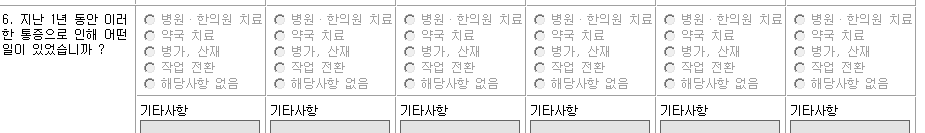 6. 지난 1년 동안 이러
한 통증으로 인해 어떤
일이 있었습니까 ?
병원·한의원 치료 병원·한의원 치료 병원·한의원 치료 병원·한의원 치료 병원·한의원 치료 병원·한의원 치료
약국 치료 약국 치료 약국 치료 약국 치료 약국 치료 약국 치료
병가, 산재 병가, 산재 병가, 산재 병가, 산재 병가, 산재 병가, 산재
작업 전환 작업 전환 작업 전환 작업 전환 작업 전환 작업 전환
해당사항 없음 해당사항 없음 해당사항 없음 해당사항 없음 해당사항 없음 해당사항 없음
기타사항 기타사항 기타사항 기타사항 기타사항 기타사항